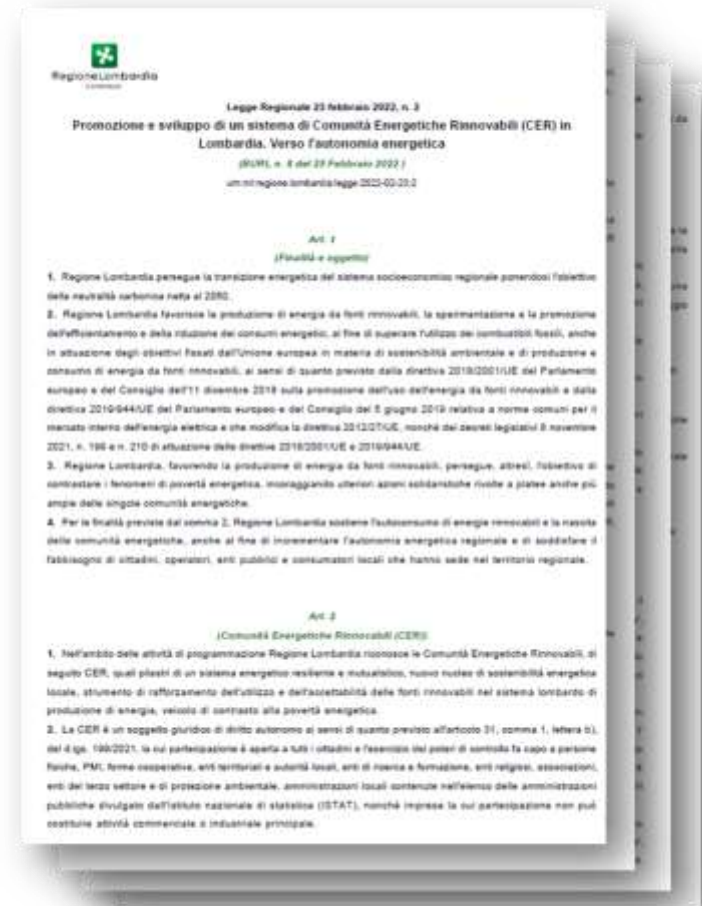 RegioneLombardia
Legge Regionale 23 febbraio 2022, n. 2
Promozione e sviluppo di un sistema di Comunità Energetiche Rinnovabili (CER) in
Lombardia. Verso l'autonomia energetica
(BURL n. 8 del 25 Febbraio 2022 )
urn:nir:regione.lombardia:legge:2022-02-23;2
Art. 1
(Finalità e oggetto)
1. Regione Lombardia persegue la transizione energetica del sistema socioeconomico regionale ponendosi l'obiettivo
della neutralità carbonica netta al 2050.
2. Regione Lombardia favorisce la produzione di energia da fonti rinnovabili, la sperimentazione e la promozione
dell'efficientamento e della riduzione dei consumi energetici, al fine di superare l'utilizzo dei combustibili fossili, anche
in attuazione degli obiettivi fissati dall'Unione europea in materia di sostenibilità ambientale e di produzione e
consumo di energia da fonti rinnovabili, ai sensi di quanto previsto dalla direttiva 2018/2001/UE del Parlamento
europeo e del Consiglio dell'11 dicembre 2018 sulla promozione dell'uso dell'energia da fonti rinnovabili e dalla
direttiva 2019/944/UE del Parlamento europeo e del Consiglio del 5 giugno 2019 relativa a norme comuni per il
mercato interno dell'energia elettrica e che modifica la direttiva 2012/27/UE, nonché dei decreti legislativi 8 novembre
2021, n. 199 e n. 210 di attuazione delle direttive 2018/2001/UE e 2019/944/UE.
3. Regione Lombardia, favorendo la produzione di energia da fonti rinnovabili, persegue, altresì, l'obiettivo di
contrastare i fenomeni di povertà energetica, incoraggiando ulteriori azioni solidaristiche rivolte a platee anche più
ampie delle singole comunità energetiche.
4. Per le finalità previste dal comma 2, Regione Lombardia sostiene l'autoconsumo di energie rinnovabili e la nascita
delle comunità energetiche, anche al fine di incrementare l'autonomia energetica regionale e di soddisfare il
fabbisogno di cittadini, operatori, enti pubblici e consumatori locali che hanno sede nel territorio regionale.
Art. 2
(Comunità Energetiche Rinnovabili (CER))
1. Nell'ambito delle attività di programmazione Regione Lombardia riconosce le Comunità Energetiche Rinnovabili, di
seguito CER, quali pilastri di un sistema energetico resiliente e mutualistico, nuovo nucleo di sostenibilità energetica
locale, strumento di rafforzamento dell'utilizzo e dell'accettabilità delle fonti rinnovabili nel sistema lombardo di
produzione di energia, veicolo di contrasto alla povertà energetica.
2. La CER è un soggetto giuridico di diritto autonomo ai sensi di quanto previsto all'articolo 31, comma 1, lettera b),
del d.lgs. 199/2021, la cui partecipazione è aperta a tutti i cittadini e l'esercizio dei poteri di controllo fa capo a persone
fisiche, PMI, forme cooperative, enti territoriali e autorità locali, enti di ricerca e formazione, enti religiosi, associazioni,
enti del terzo settore e di protezione ambientale, amministrazioni locali contenute nell'elenco delle amministrazioni
pubbliche divulgato dall'Istituto nazionale di statistica (ISTAT), nonché imprese la cui partecipazione non può
costituire attività commerciale o industriale principale.